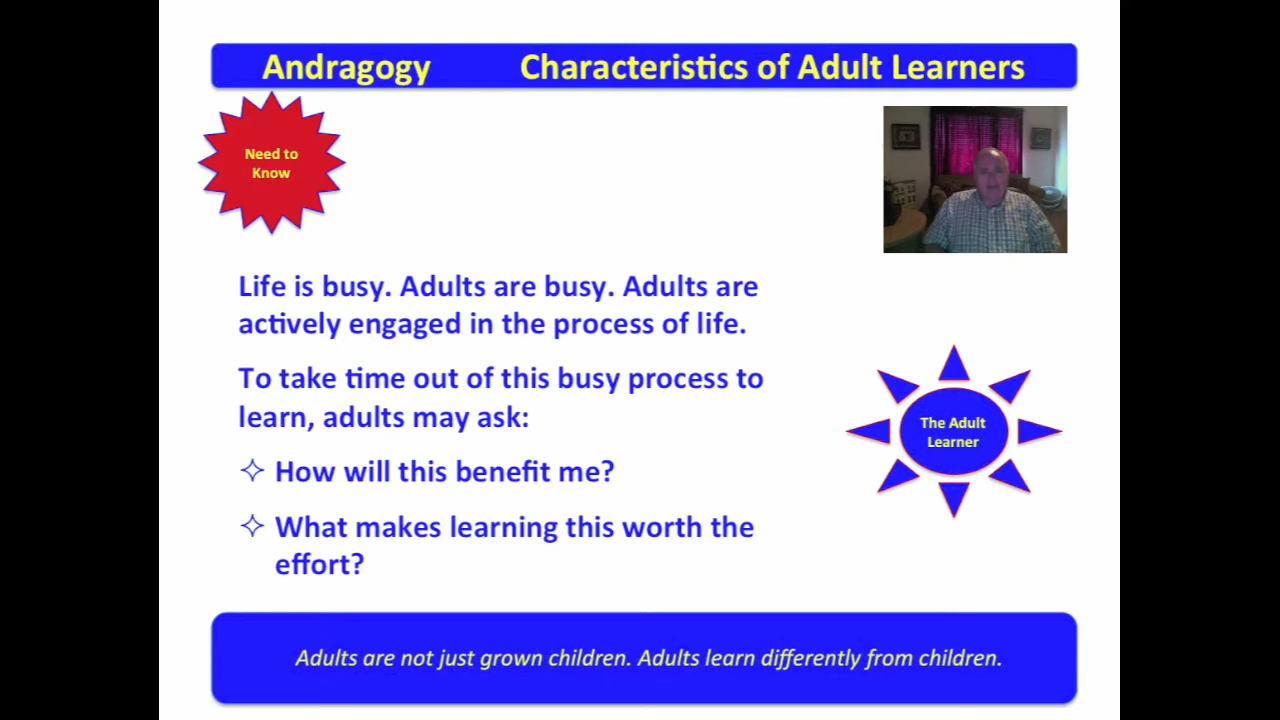 Andragogy Characteristics of Adult Learners
Need to
Know
Life is busy. Adults are busy. Adults are
actively engaged in the process of life.
To take time out of this busy process to
learn, adults may ask:
How will this benefit me?
What makes learning this worth the
effort?
The Adult
Learner
Adults are not just grown children. Adults learn differently from children.